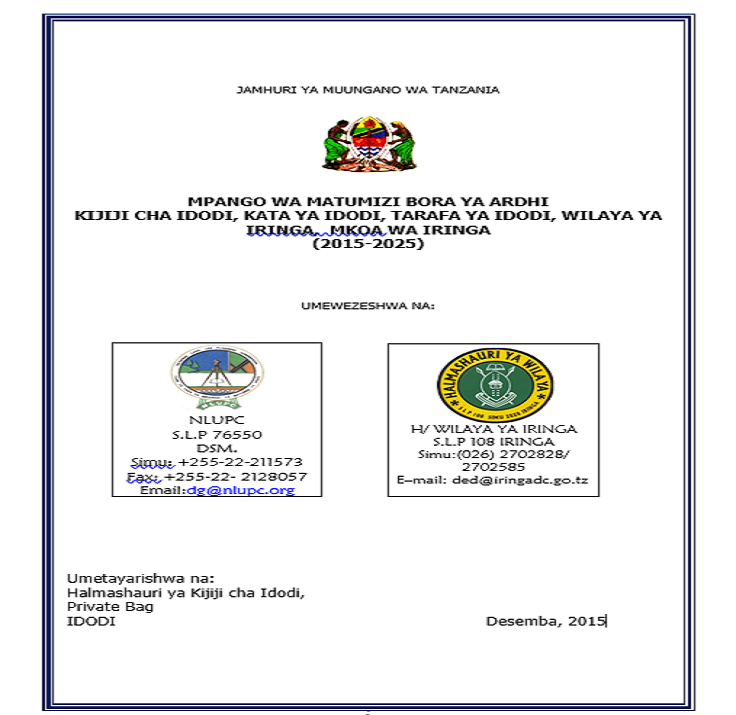 JAMHURI YA MUUNGANO WA TANZANIA
MPANGO WA MATUMIZI BORA YA ARDHI
KIJIJI CHA IDODI, KATA YA IDODI, TARAFA YA IDODI, WILAYA YA
IRINGA, MKOA WA IRINGA
(2015-2025)
UMEWEZESHWA NA:
NLUPC
NLUPC
S.L.P 76550
DSM.
Simu: +255-22-211573
Fax: +255-22- 2128057
Email:dg@nlupc.org
HALMASHAURI YA WILAYA
S.L.P 108 SIMU 2828 IRINGA
H/ WILAYA YA IRINGA
S.L.P 108 IRINGA
Simu:(026) 2702828/
2702585
E-mail: ded@iringadc.go.tz
Umetayarishwa na:
Halmashauri ya Kijiji cha Idodi,
Private Bag
IDODI
Desemba, 2015